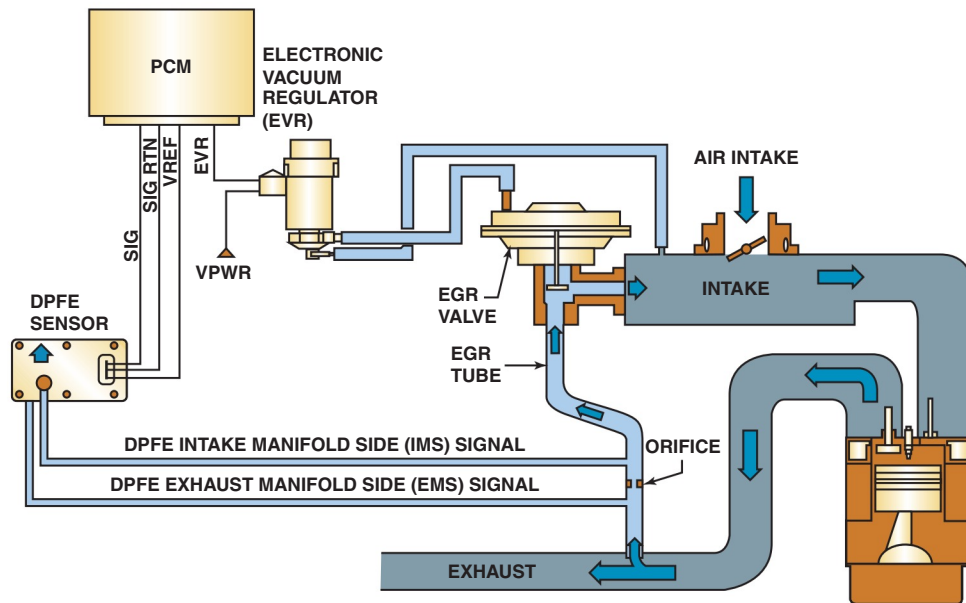 PCM
ELECTRONIC
VACUUM
REGULATOR
(EVR)
SIG
SIG RTN
VREF
EVR
VPWR
AIR INTAKE
DPFE
SENSOR
EGR
VALVE
INTAKE
EGR
TUBE
DPFE INTAKE MANIFOLD SIDE (IMS) SIGNAL
ORIFICE
DPFE EXHAUST MANIFOLD SIDE (EMS) SIGNAL
EXHAUST